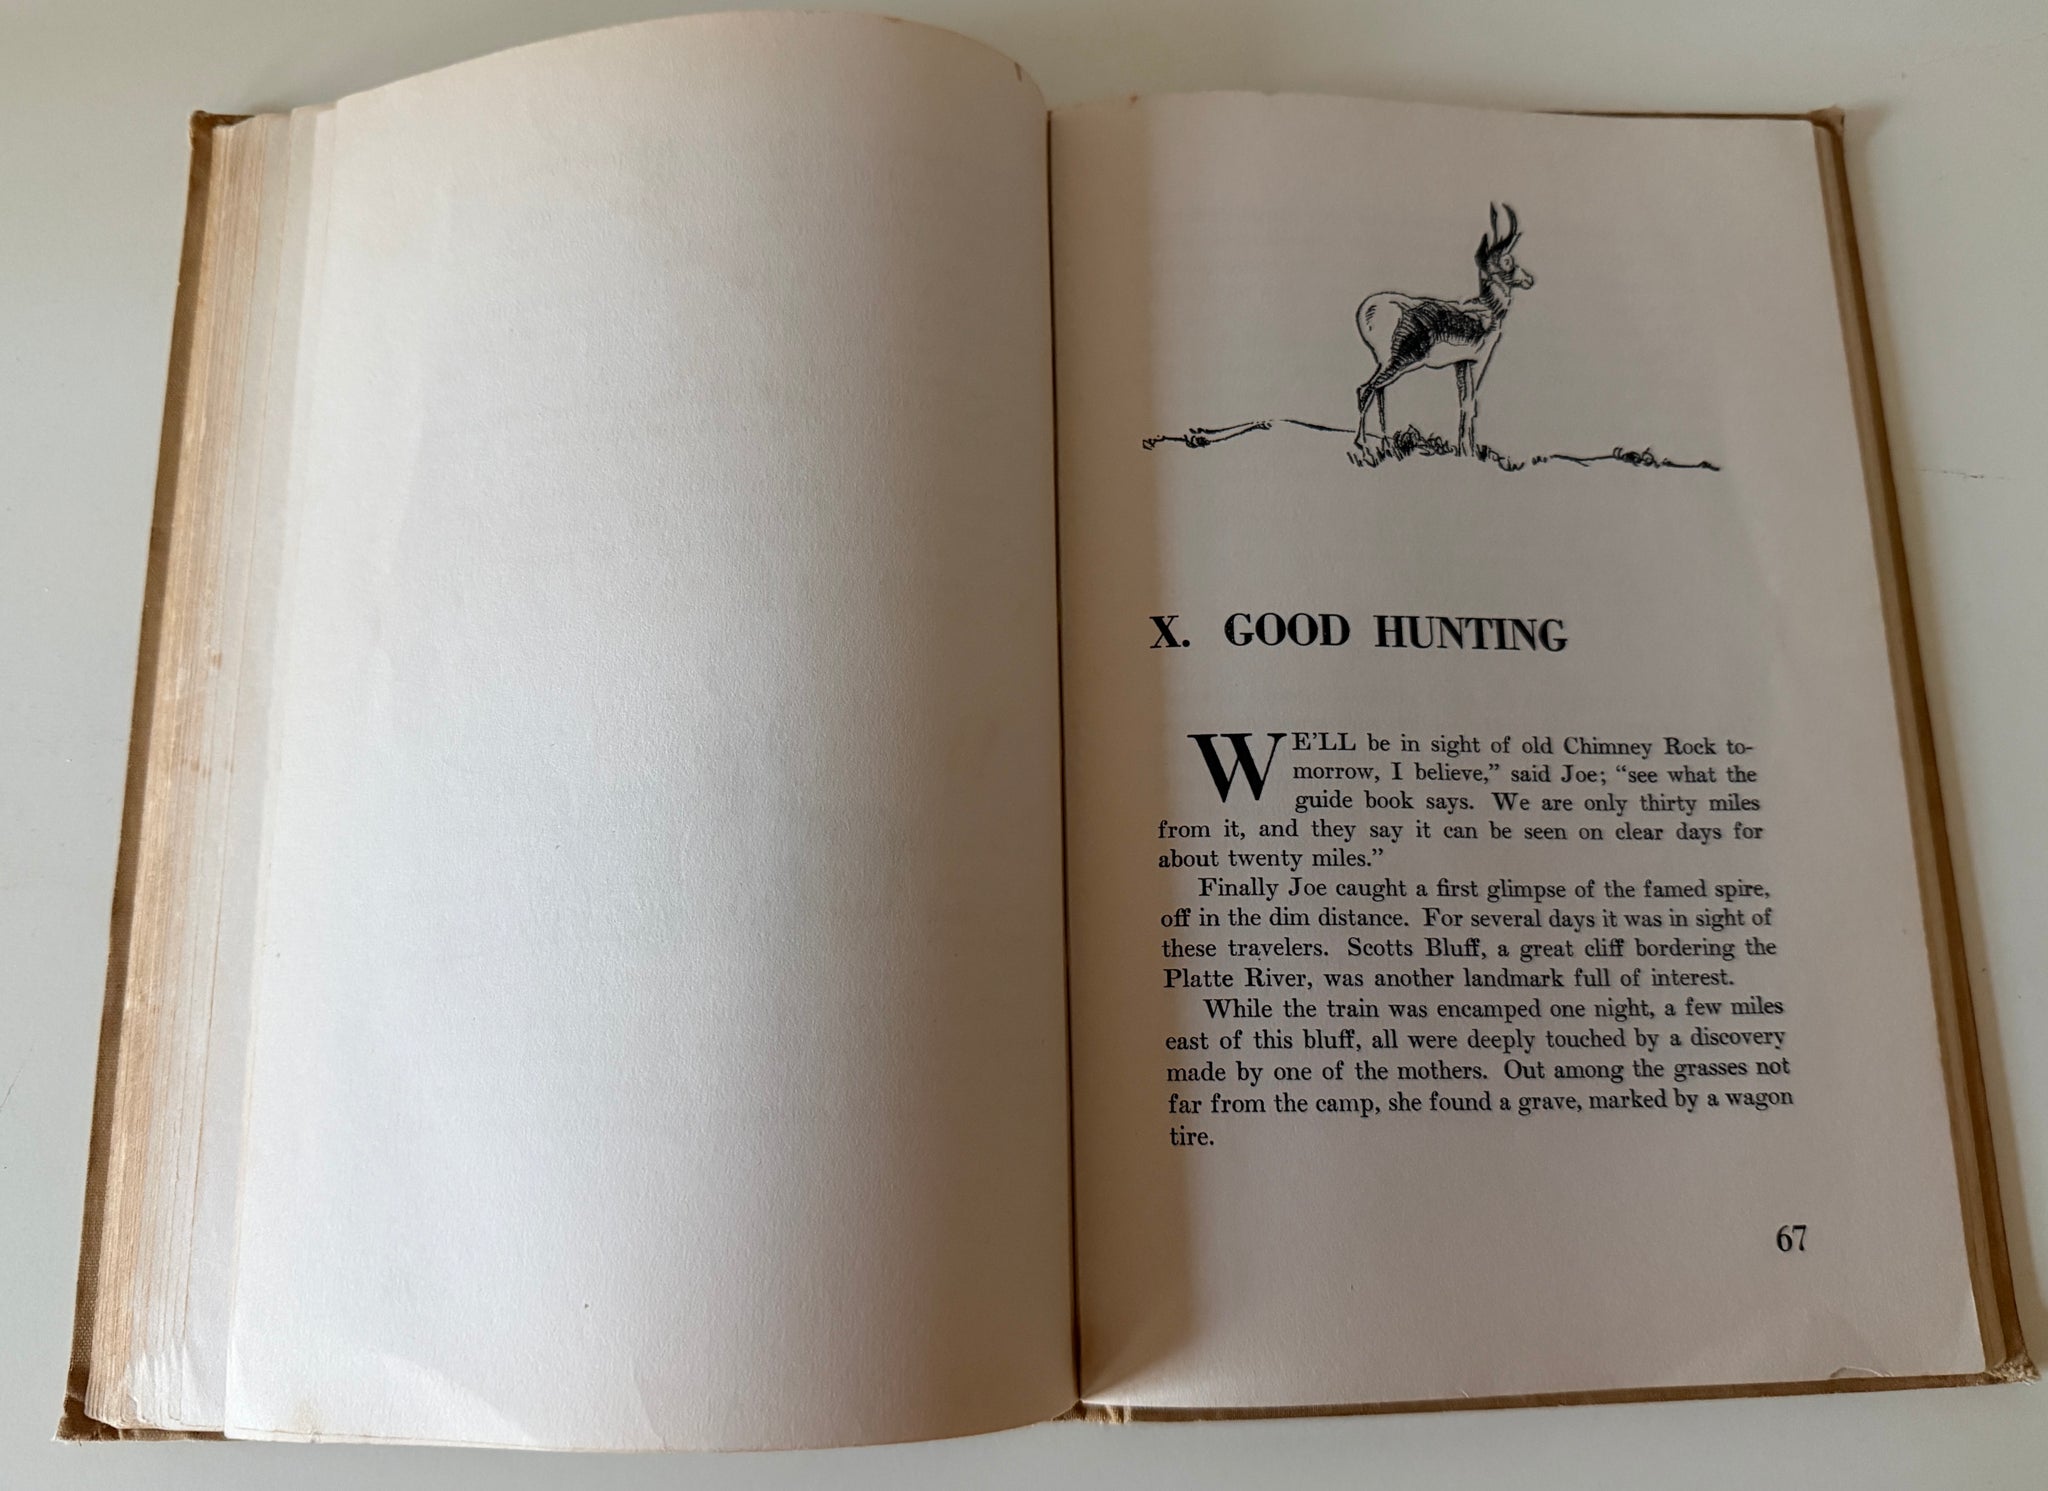 X. GOOD HUNTING
WE'LL be in sight of old Chimney Rock to-
morrow, I believe,” said Joe; “see what the
guide book says. We are only thirty miles
from it, and they say it can be seen on clear days for
about twenty miles.”
Finally Joe caught a first glimpse of the famed spire,
off in the dim distance. For several days it was in sight of
these travelers. Scotts Bluff, a great cliff bordering the
Platte River, was another landmark full of interest.
While the train was encamped one night, a few miles
east of this bluff, all were deeply touched by a discovery
made by one of the mothers. Out among the grasses not
far from the camp, she found a grave, marked by a wagon
tire.
67